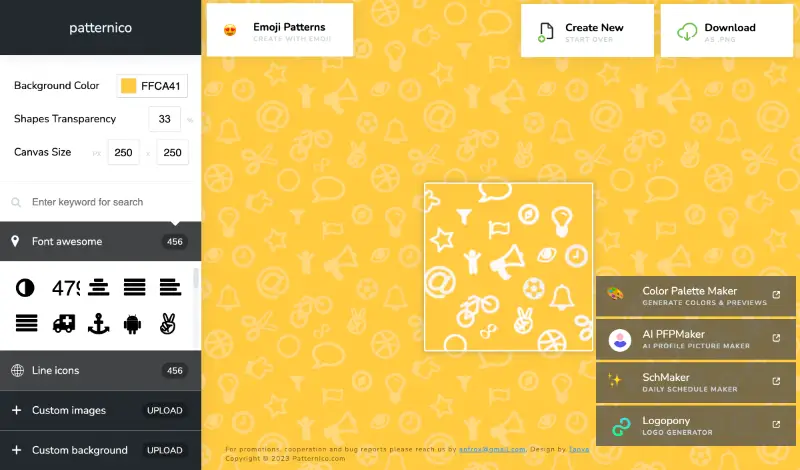 patternico
Emoji Patterns
CREATE WITH EMOJI
Create New
START OVER
Download
AS .PNG
Background Color FFCA41
Shapes Transparency 33 %
Canvas Size PX 250 x 250
Enter keyword for search
Font awesome 456
479
Line icons 456
Custom images UPLOAD
Custom background UPLOAD
Color Palette Maker
GENERATE COLORS & PREVIEWS
AI PFPMaker
AI PROFILE PICTURE MAKER
SchMaker
DAILY SCHEDULE MAKER
Logopony
LOGO GENERATOR
For promotions, cooperation and bug reports please reach us by Design by Tanya
Copyright © 2023 Patternico.com